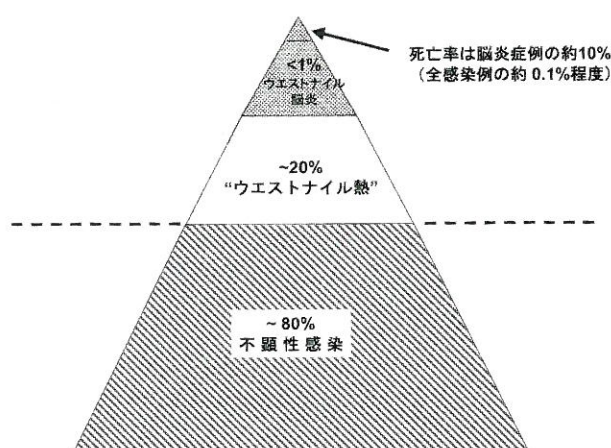 死亡率は脳炎症例の約10%
（全感染例の約 0.1%程度）
<1%
ウエストナイル
脳炎
~20%
“ウエストナイル熱”
~ 80%
不顕性感染